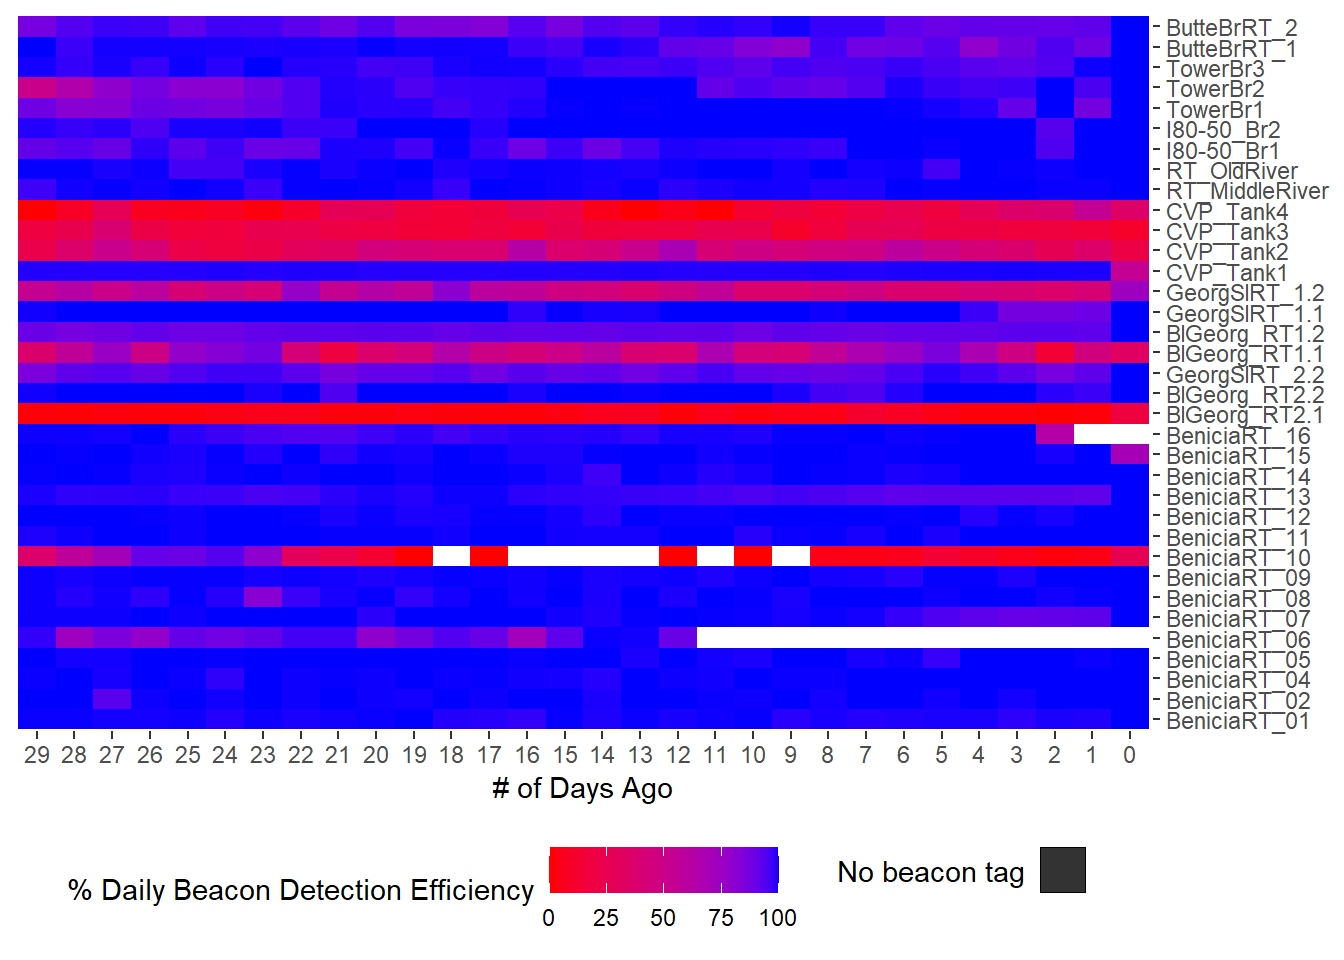 ButteBrRT_2
ButteBrRT_1
TowerBr3
TowerBr2
TowerBr1
I80-50_Br2
I80-50_Br1
RT_OldRiver
RT_MiddleRiver
CVP_Tank4
CVP_Tank3
CVP_Tank2
CVP_Tank1
GeorgSlRT_1.2
GeorgSlRT_1.1
BlGeorg_RT1.2
BlGeorg_RT1.1
GeorgSlRT_2.2
BlGeorg_RT2.2
BlGeorg_RT2.1
BeniciaRT_16
BeniciaRT_15
BeniciaRT_14
BeniciaRT_13
BeniciaRT_12
BeniciaRT_11
BeniciaRT_10
BeniciaRT_09
BeniciaRT_08
BeniciaRT_07
BeniciaRT_06
BeniciaRT_05
BeniciaRT_04
BeniciaRT_02
BeniciaRT_01
29 28 27 26 25 24 23 22 21 20 19 18 17 16 15 14 13 12 11 10 9 8 7 6 5 4 3 2 1 0
# of Days Ago
% Daily Beacon Detection Efficiency
0 25 50 75 100
No beacon tag